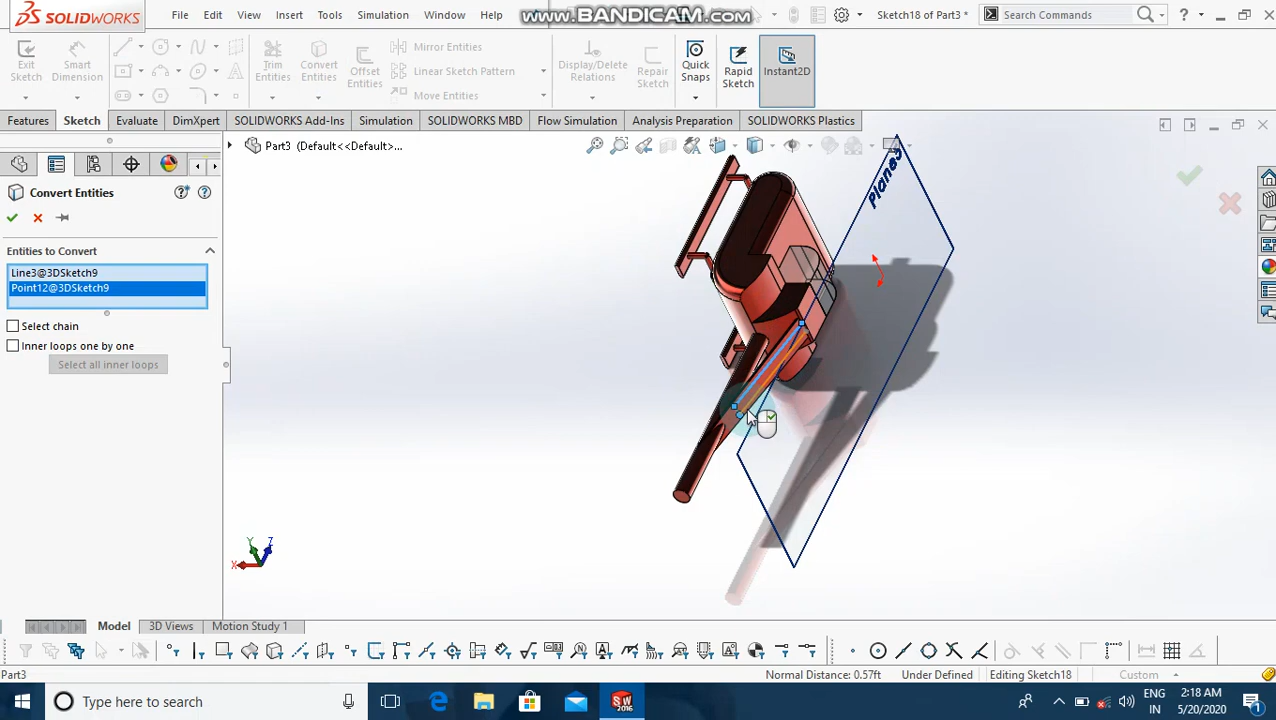 SOLIDWORKS
File Edit View Insert Tools Simulation Window Help
www.BANDICAM.com
Sketch18 of Part3 *
Search Commands
?
Exit Sketch
Smart Dimension
Trim Entities
Convert Entities
Offset Entities
Mirror Entities
Linear Sketch Pattern
Move Entities
Display/Delete Relations
Repair Sketch
Quick Snaps
Rapid Sketch
Instant2D
Features Sketch Evaluate DimXpert SOLIDWORKS Add-Ins Simulation SOLIDWORKS MBD Flow Simulation Analysis Preparation SOLIDWORKS Plastics
Part3 (Default<<Default>...
Convert Entities
Entities to Convert
Line3@3DSketch9
Point12@3DSketch9
Select chain
Inner loops one by one
Select all inner loops
Plane3
Y Z
X
Model 3D Views Motion Study 1
Part3
Normal Distance: 0.57ft Under Defined Editing Sketch18 Custom
Type here to search
SW 2016
ENG
IN
2:18 AM
5/20/2020
1